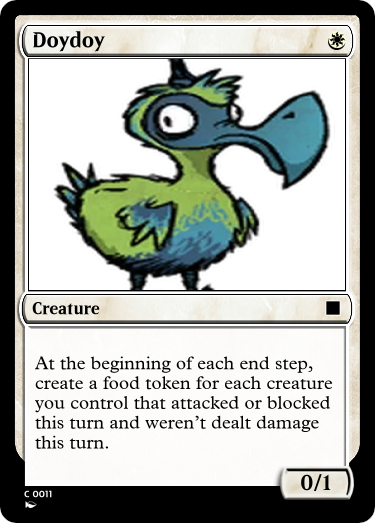 Doydoy
Creature
At the beginning of each end step,
create a food token for each creature
you control that attacked or blocked
this turn and weren't dealt damage
this turn.
0/1
C 0011